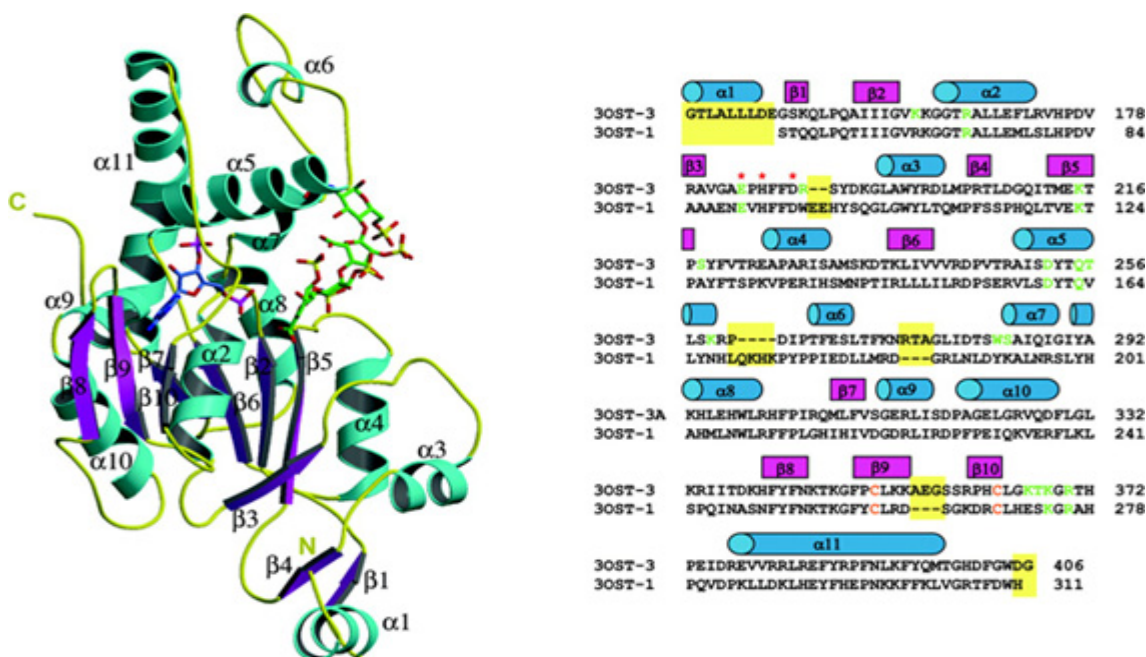 α6
α11
α5
C
α7
α9
α8
β7
α2
β2
β5
β8
β9
β10
β6
α4
α10
α3
β3
β4
N
β1
α1
α1 β1 β2 α2
3OST-3 GTLALLLDEGSKQLPQAIIIGVKKGGTRALLEFLRVHPDV 178
3OST-1 STQQLPQTIIIGVRKGGTRALLEMLSLHPDV 84
β3 α3 β4 β5
* * *
3OST-3 RAVGAEPHFFDR--SYDKGLAWYRDLMPRTLDGQITMEKT 216
3OST-1 AAAENEVHFFDWEEHYSQGLGWYLTQMPFSSPHQLTVEKT 124
α4 β6 α5
3OST-3 PSYFVTREAPARISAMSKDTKLIVVVRDPVTRAISDYTQT 256
3OST-1 PAYFTSPKVPERIHSMNPTIRLLLILRDPSERVLSDYTQV 164
α6 α7
3OST-3 LSKRP----DIPTFESLTFKNRTAGLIDTSWSAIQIGIYA 292
3OST-1 LYNHLQKHKPYPPIEDLLMRD---GRLNLDYKALNRSLYH 201
α8 β7 α9 α10
3OST-3A KHLEHWLRHFPIRQMLFVSGERLISDPAGELGRVQDFLGL 332
3OST-1 AHMLNWLRFFPLGHIHIVDGDRLIRDPFPEIQKVERFLKL 241
β8 β9 β10
3OST-3 KRIITDKHFYFNKTKGFPCLKKAEGSSRPHCLGKTKGRTH 372
3OST-1 SPQINASNFYFNKTKGFYCLRD---SGKDRCLHESKGRAH 278
α11
3OST-3 PEIDREVVRRLREFYRPFNLKFYQMTGHDFGWDG 406
3OST-1 PQVDPKLLDKLHEYFHEPNKKFFKLVGRTFDWH 311